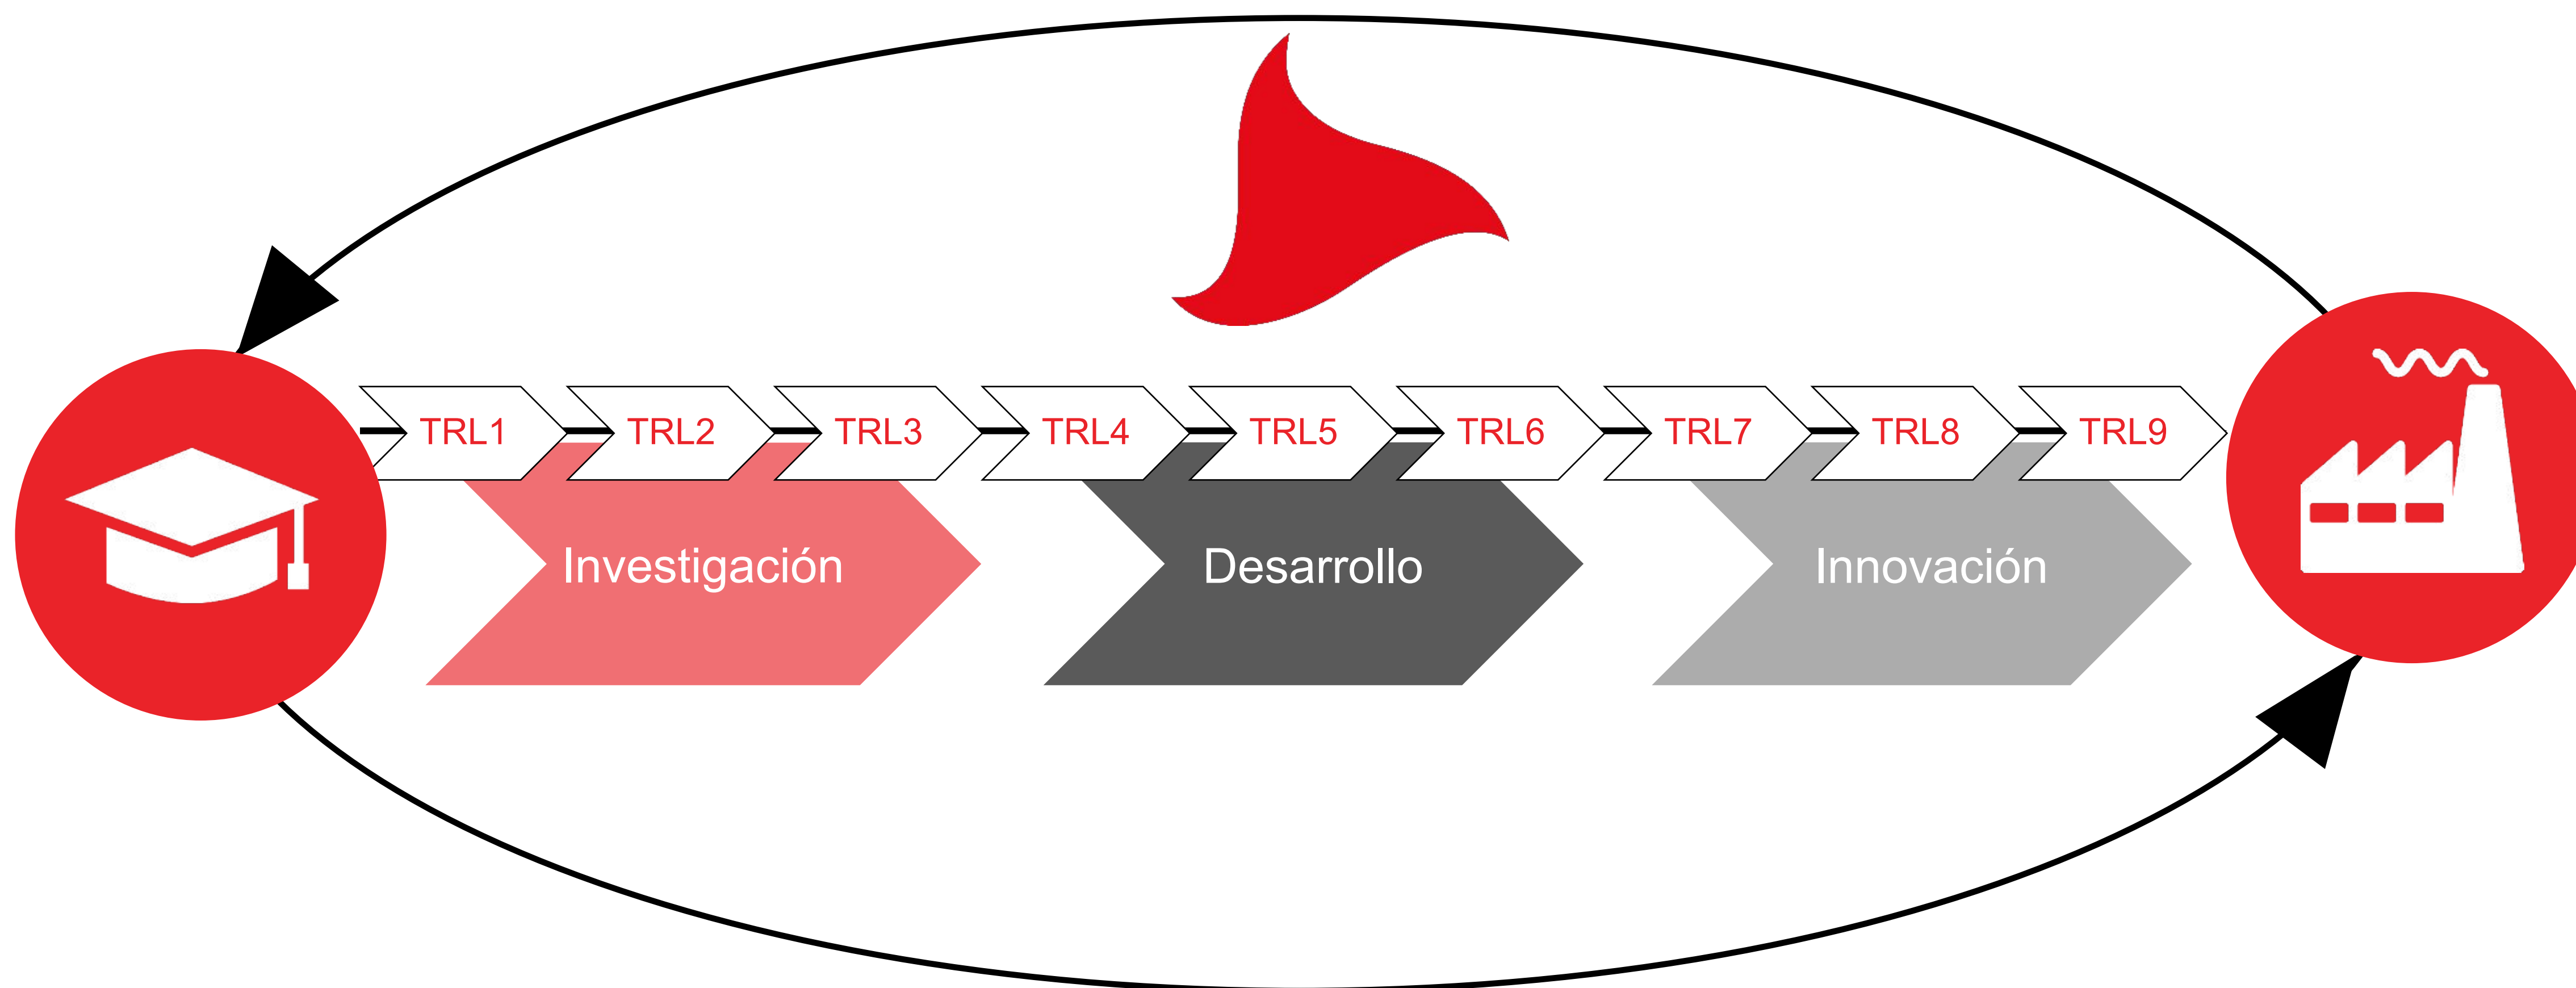 TRL1
TRL2
TRL3
TRL4
TRL5
TRL6
TRL7
TRL8
TRL9
Investigación
Desarrollo
Innovación